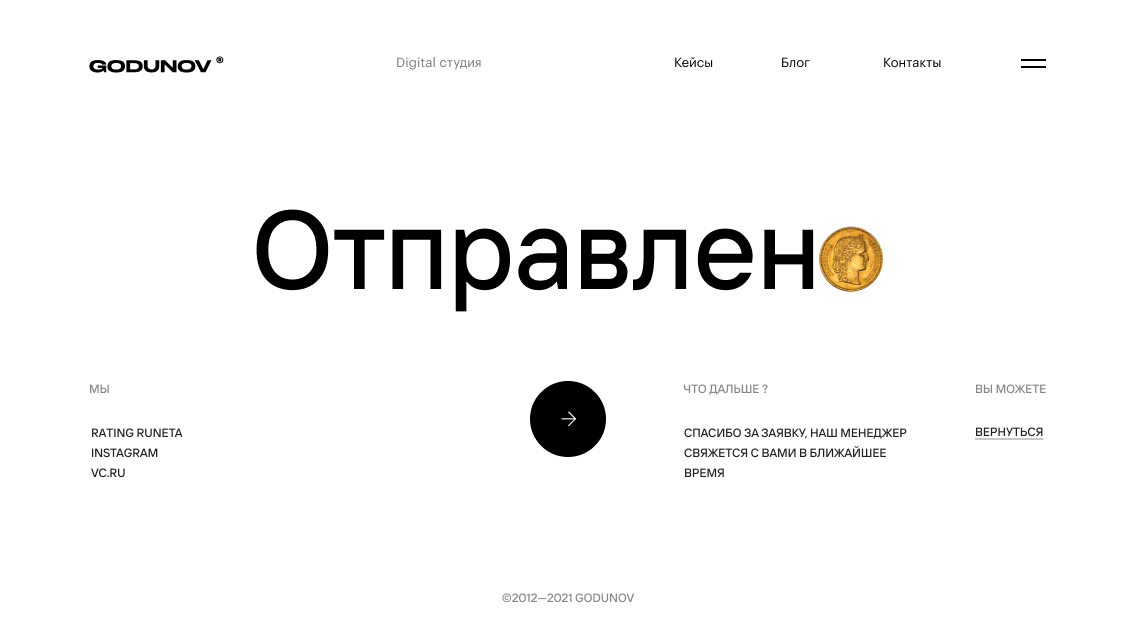 GODUNOV ®
Digital студия
Кейсы
Блог
Контакты
Отправлен
МЫ
RATING RUNETA
INSTAGRAM
VC.RU
ЧТО ДАЛЬШЕ ?
СПАСИБО ЗА ЗАЯВКУ, НАШ МЕНЕДЖЕР
СВЯЖЕТСЯ С ВАМИ В БЛИЖАЙШЕЕ
ВРЕМЯ
ВЫ МОЖЕТЕ
ВЕРНУТЬСЯ
©2012—2021 GODUNOV